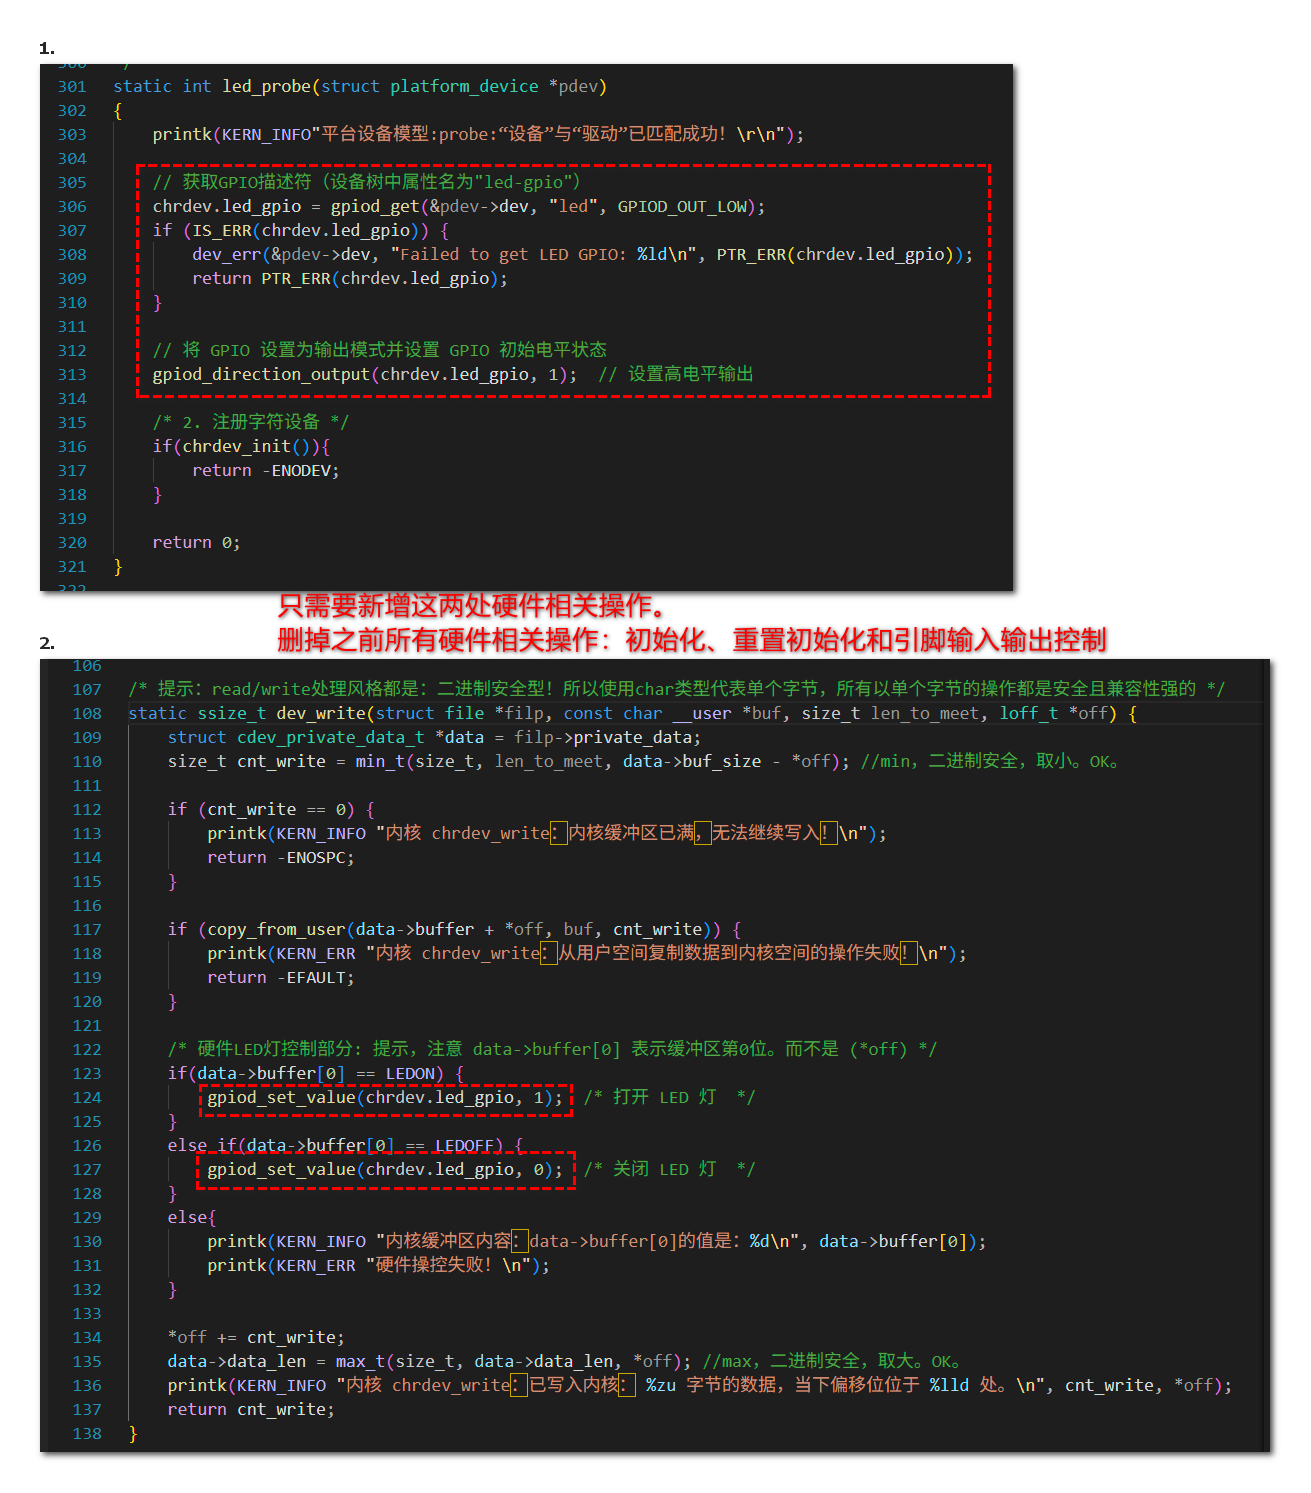 1.
301 static int led_probe(struct platform_device *pdev)
302 {
303 printk(KERN_INFO"平台设备模型:probe:“设备”与“驱动”已匹配成功！\r\n");
304
305 // 获取GPIO描述符（设备树中属性名为"led-gpio"）
306 chrdev.led_gpio = gpiod_get(&pdev->dev, "led", GPIOD_OUT_LOW);
307 if (IS_ERR(chrdev.led_gpio)) {
308 dev_err(&pdev->dev, "Failed to get LED GPIO: %ld\n", PTR_ERR(chrdev.led_gpio));
309 return PTR_ERR(chrdev.led_gpio);
310 }
311
312 // 将 GPIO 设置为输出模式并设置 GPIO 初始电平状态
313 gpiod_direction_output(chrdev.led_gpio, 1); // 设置高电平输出
314
315 /* 2. 注册字符设备 */
316 if(chrdev_init()){
317 return -ENODEV;
318 }
319
320 return 0;
321 }
只需要新增这两处硬件相关操作。
删掉之前所有硬件相关操作：初始化、重置初始化和引脚输入输出控制
2.
106
107 /* 提示：read/write处理风格都是：二进制安全型！所以使用char类型代表单个字节，所有以单个字节的操作都是安全且兼容性强的 */
108 static ssize_t dev_write(struct file *filp, const char __user *buf, size_t len_to_meet, loff_t *off) {
109 struct cdev_private_data_t *data = filp->private_data;
110 size_t cnt_write = min_t(size_t, len_to_meet, data->buf_size - *off); //min，二进制安全，取小。OK。
111
112 if (cnt_write == 0) {
113 printk(KERN_INFO "内核 chrdev_write：内核缓冲区已满，无法继续写入！\n");
114 return -ENOSPC;
115 }
116
117 if (copy_from_user(data->buffer + *off, buf, cnt_write)) {
118 printk(KERN_ERR "内核 chrdev_write：从用户空间复制数据到内核空间的操作失败！\n");
119 return -EFAULT;
120 }
121
122 /* 硬件LED灯控制部分: 提示，注意 data->buffer[0] 表示缓冲区第0位。而不是 (*off) */
123 if(data->buffer[0] == LEDON) {
124 gpiod_set_value(chrdev.led_gpio, 1); /* 打开 LED 灯 */
125 }
126 else if(data->buffer[0] == LEDOFF) {
127 gpiod_set_value(chrdev.led_gpio, 0); /* 关闭 LED 灯 */
128 }
129 else{
130 printk(KERN_INFO "内核缓冲区内容：data->buffer[0]的值是：%d\n", data->buffer[0]);
131 printk(KERN_ERR "硬件操控失败！\n");
132 }
133
134 *off += cnt_write;
135 data->data_len = max_t(size_t, data->data_len, *off); //max，二进制安全，取大。OK。
136 printk(KERN_INFO "内核 chrdev_write：已写入内核： %zu 字节的数据，当下偏移位位于 %lld 处。\n", cnt_write, *off);
137 return cnt_write;
138 }